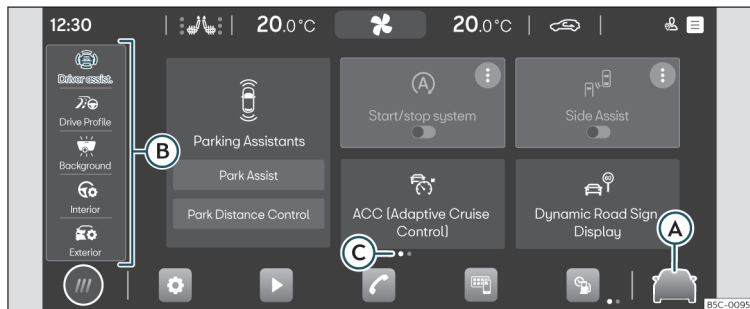 12:30
20.0°C
20.0°C
Driver assist.
Drive Profile
Background
Interior
Exterior
B
Parking Assistants
Park Assist
Park Distance Control
A
Start/stop system
Side Assist
ACC (Adaptive Cruise
Control)
60
Dynamic Road Sign
Display
A
C
B5C-0095